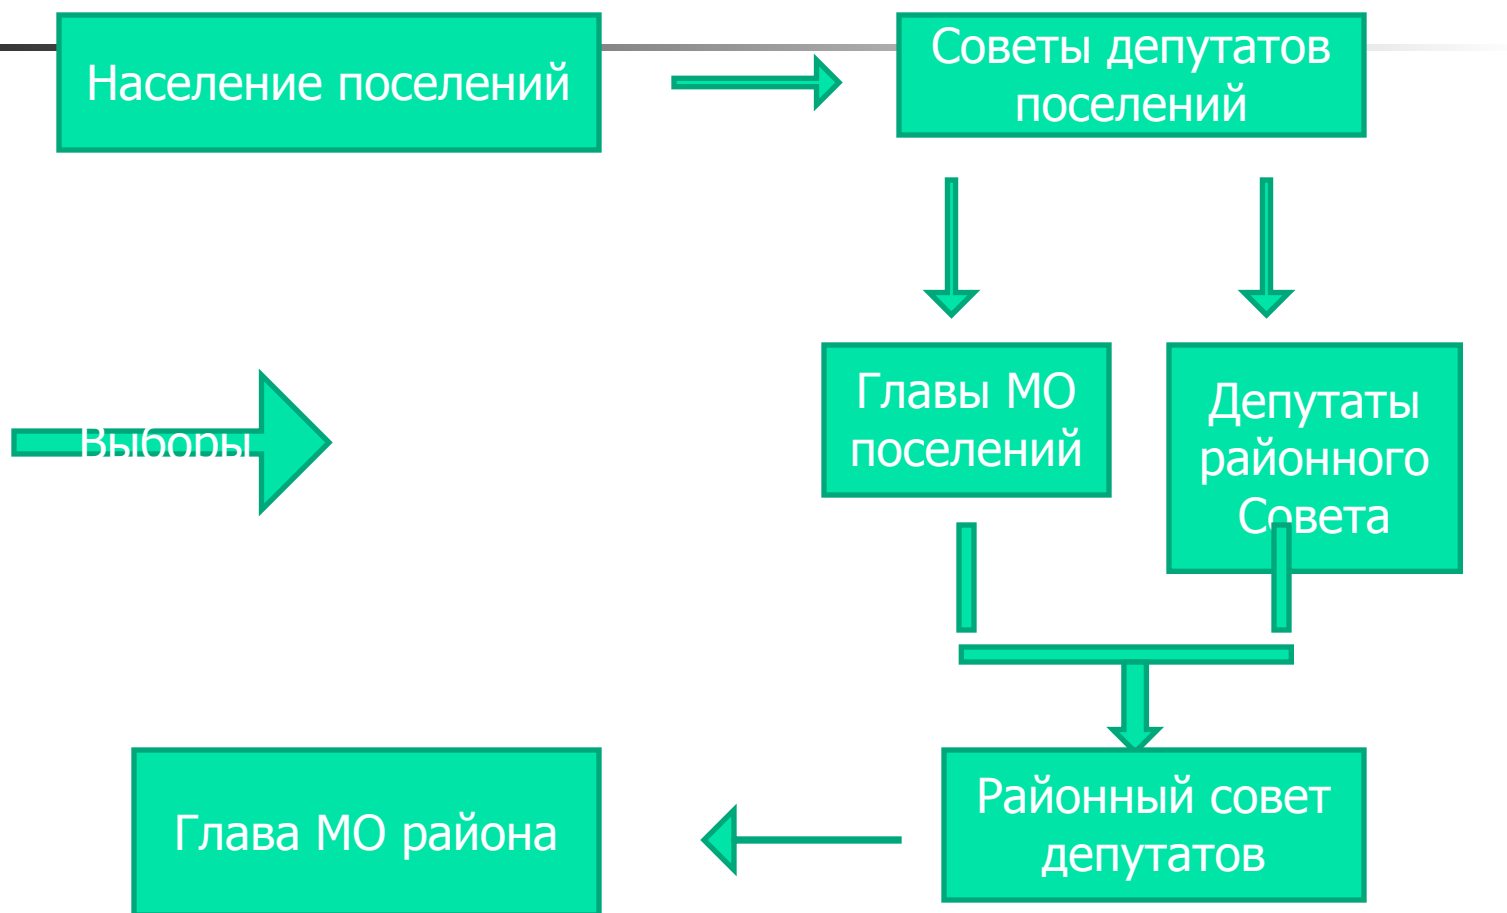 Население поселений
Советы депутатов
поселений
Выборы
Главы МО
поселений
Депутаты
районного
Совета
Глава МО района
Районный совет
депутатов